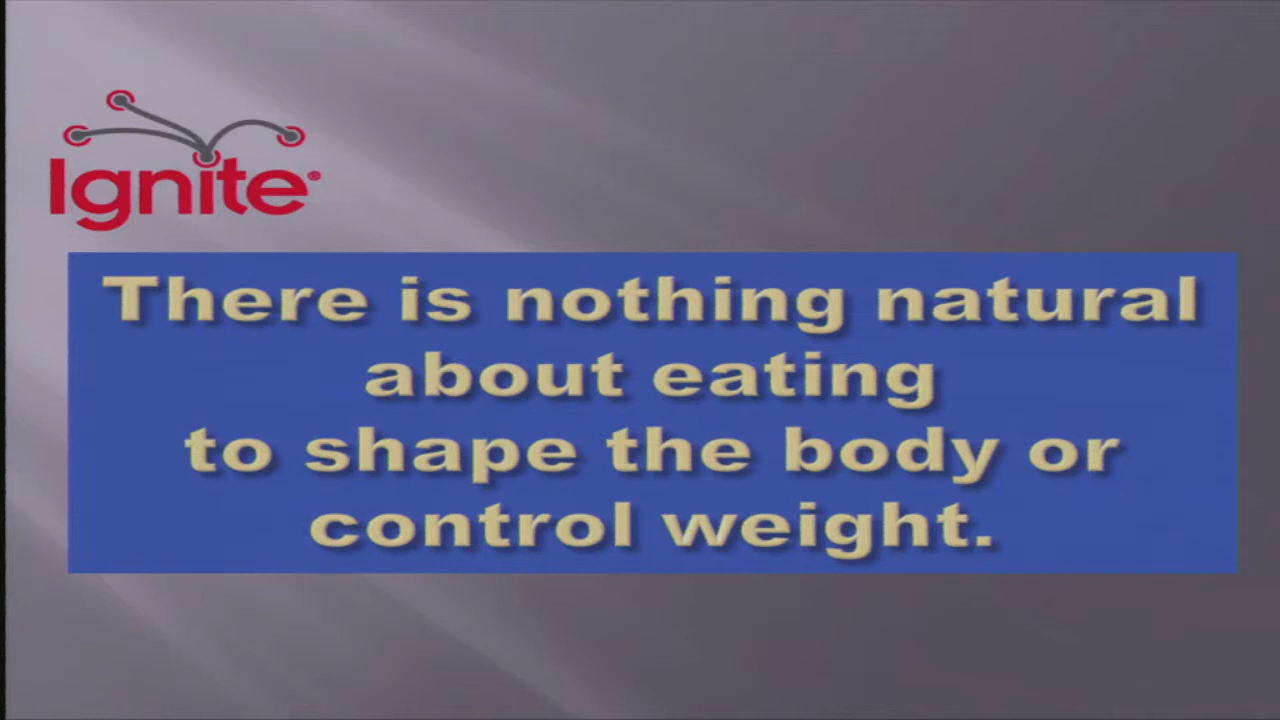 Ignite®
There is nothing natural
about eating
to shape the body or
control weight.